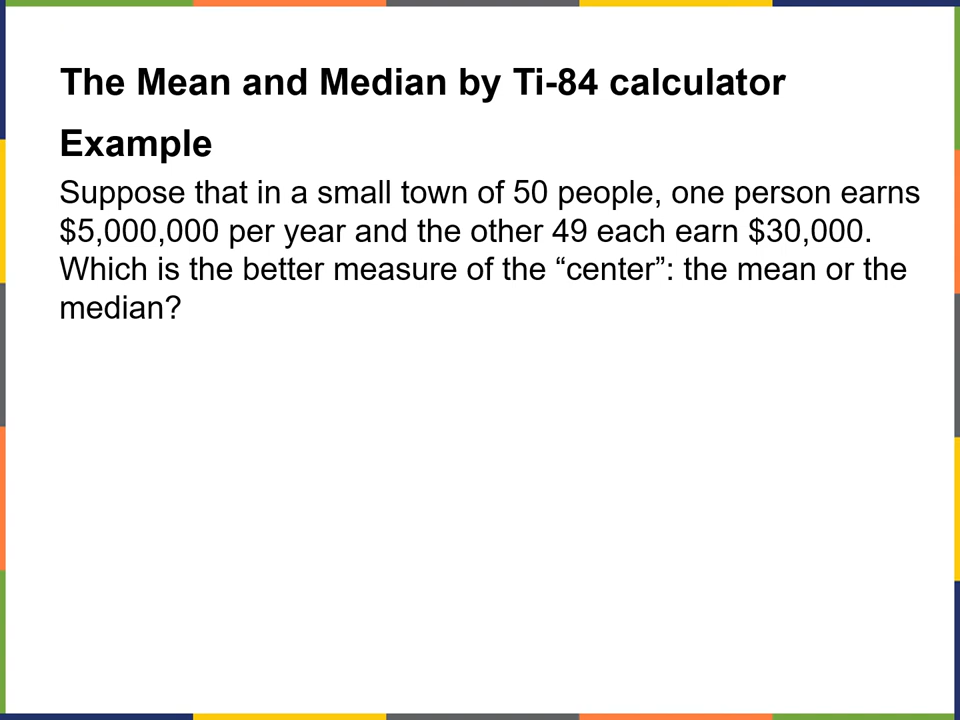 The Mean and Median by Ti-84 calculator
Example
Suppose that in a small town of 50 people, one person earns
$5,000,000 per year and the other 49 each earn $30,000.
Which is the better measure of the “center”: the mean or the
median?